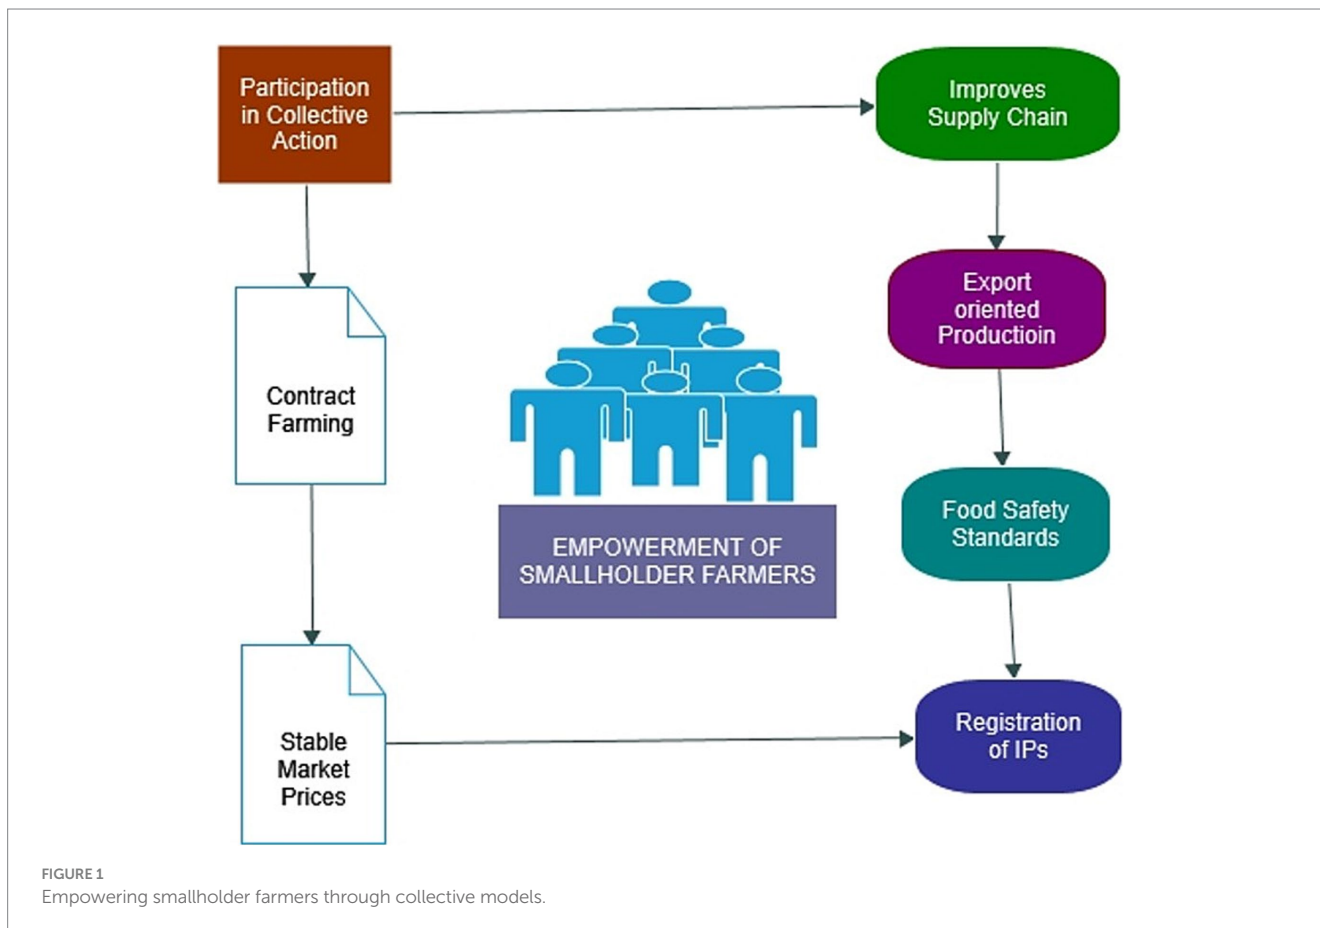 Participation
in Collective
Action
Improves
Supply Chain
Contract
Farming
Export
oriented
Productioin
Food Safety
Standards
EMPOWERMENT OF
SMALLHOLDER FARMERS
Stable
Market
Prices
Registration
of IPs
FIGURE 1
Empowering smallholder farmers through collective models.